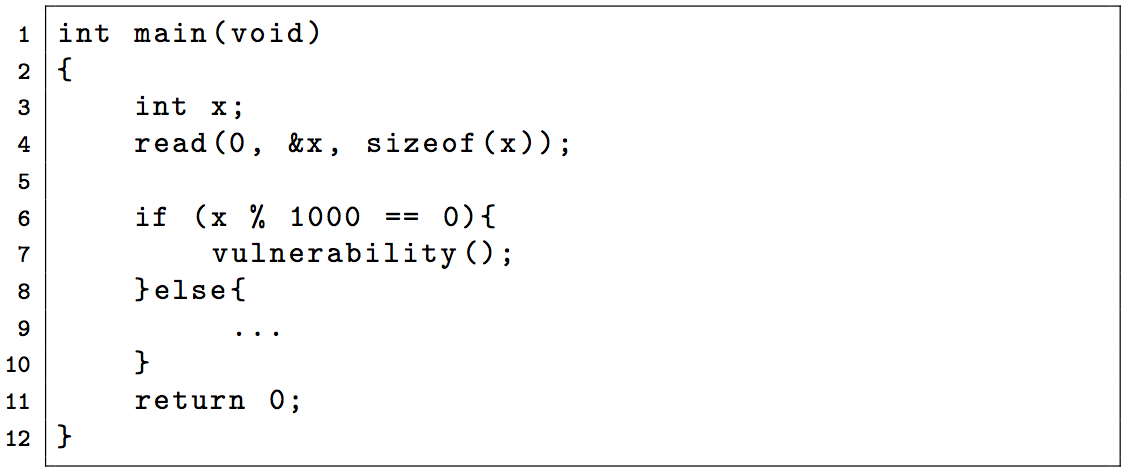 1 int main(void)
2 {
3 int x;
4 read(0, &x, sizeof(x));
5
6 if (x % 1000 == 0){
7 vulnerability();
8 }else{
9 ...
10 }
11 return 0;
12 }